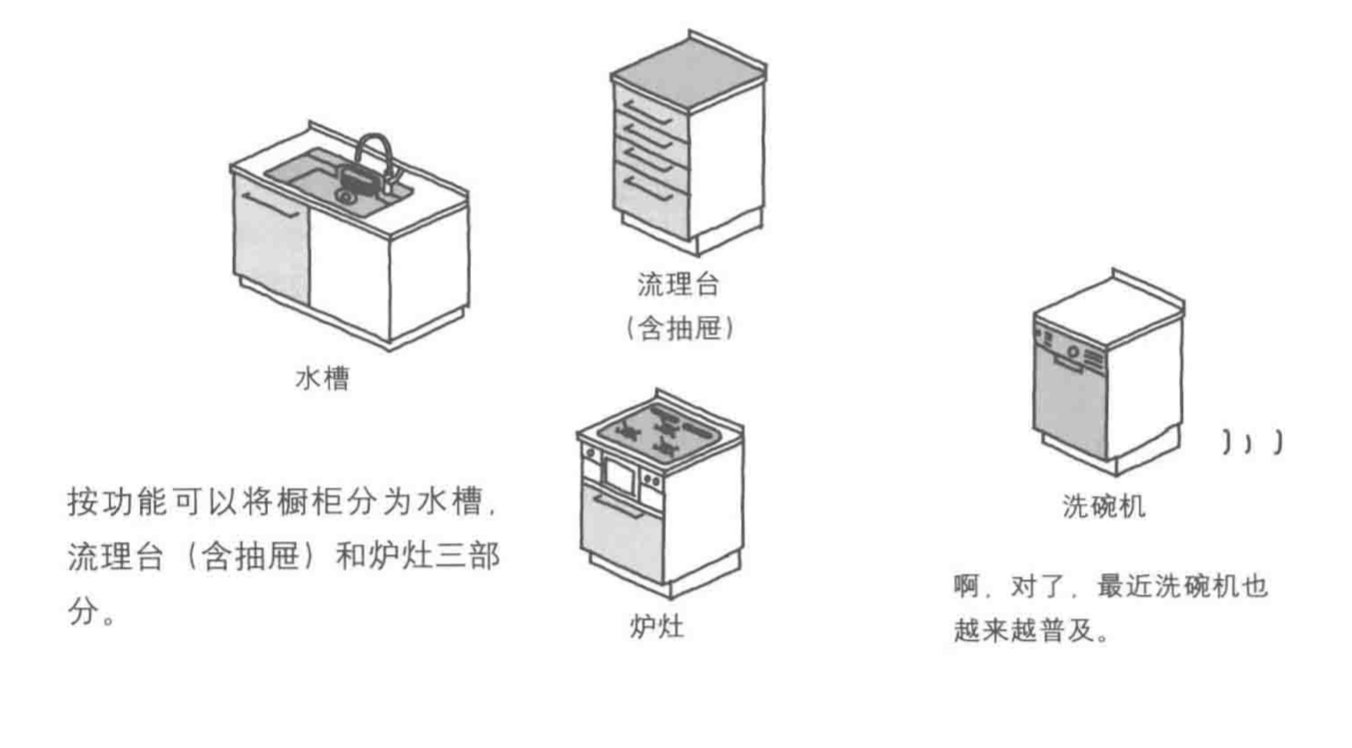 流理台
（含抽屉）
水槽
按功能可以将橱柜分为水槽，
流理台（含抽屉）和炉灶三部
分。
炉灶
洗碗机
啊，对了，最近洗碗机也
越来越普及。